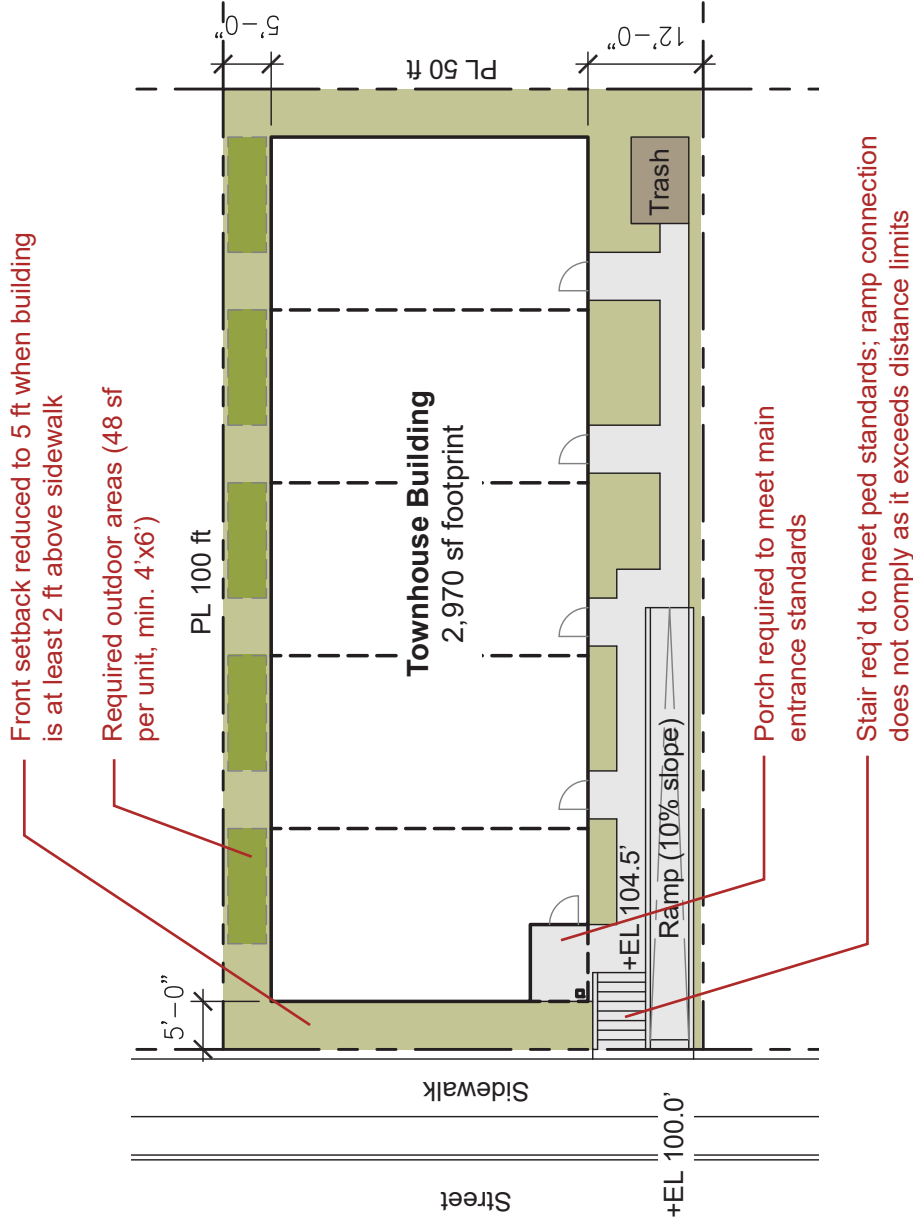 Front setback reduced to 5 ft when building
is at least 2 ft above sidewalk
Required outdoor areas (48 sf
per unit, min. 4'x6')
PL 100 ft
5'-0"
PL 50 ft
12'-0"
5'-0"
Townhouse Building
2,970 sf footprint
Trash
+EL 104.5'
Ramp (10% slope)
Sidewalk
Street
+EL 100.0'
Porch required to meet main
entrance standards
Stair req'd to meet ped standards; ramp connection
does not comply as it exceeds distance limits